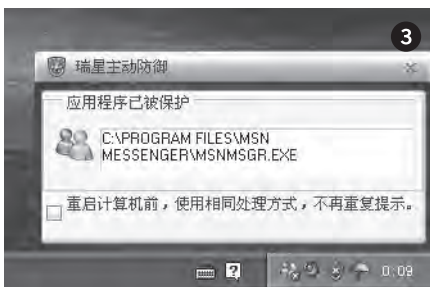 3
瑞星主动防御
应用程序已被保护
C:\PROGRAM FILES\MSN
MESSENGER\MSNMSGR.EXE
重启计算机前，使用相同处理方式，不再重复提示。
0:09